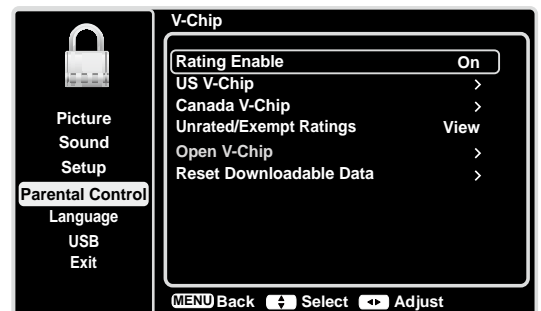 Picture
Sound
Setup
Parental Control
Language
USB
Exit
V-Chip
Rating Enable On
US V-Chip >
Canada V-Chip >
Unrated/Exempt Ratings View
Open V-Chip >
Reset Downloadable Data >
MENU Back Select Adjust